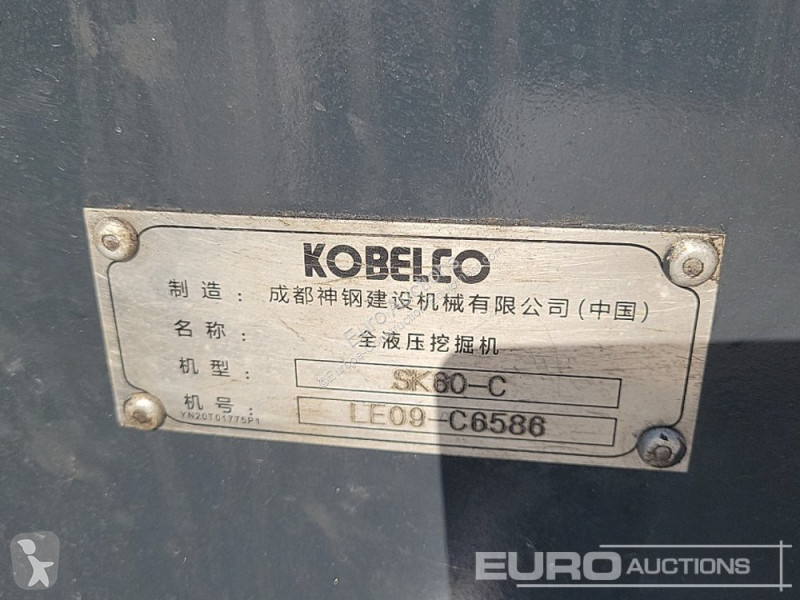 KOBELCO
制造: 成都神钢建设机械有限公司(中国)
名称: 全液压挖掘机
机型: SK60-C
机号: LE09-C6586
YN20T01775P1
EURO AUCTIONS